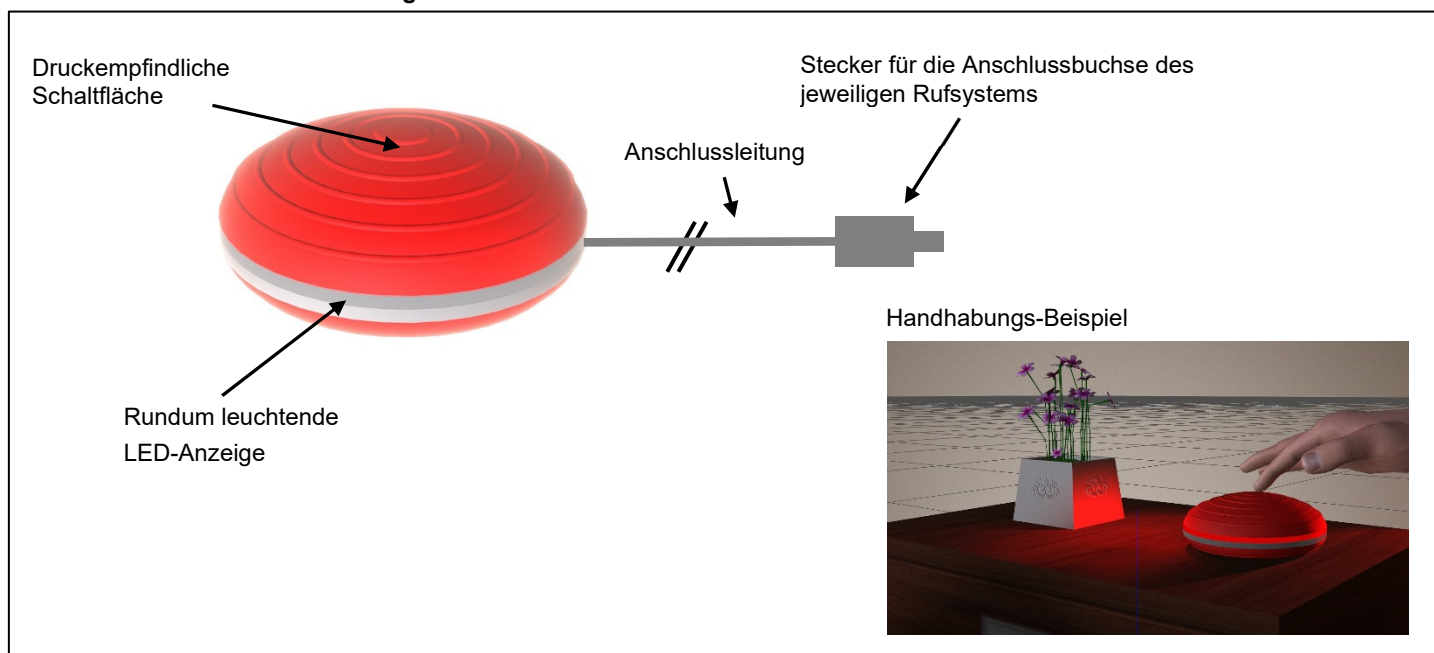 Druckempfindliche
Schaltfläche
Stecker für die Anschlussbuchse des
jeweiligen Rufsystems
Anschlussleitung
Handhabungs-Beispiel
Rundum leuchtende
LED-Anzeige